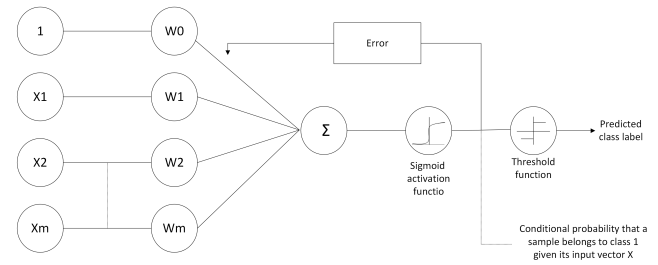 1
W0
Error
X1
W1
Σ
Predicted
class label
X2
W2
Sigmoid
activation
functio
Threshold
function
Xm
Wm
Conditional probability that a
sample belongs to class 1
given its input vector X